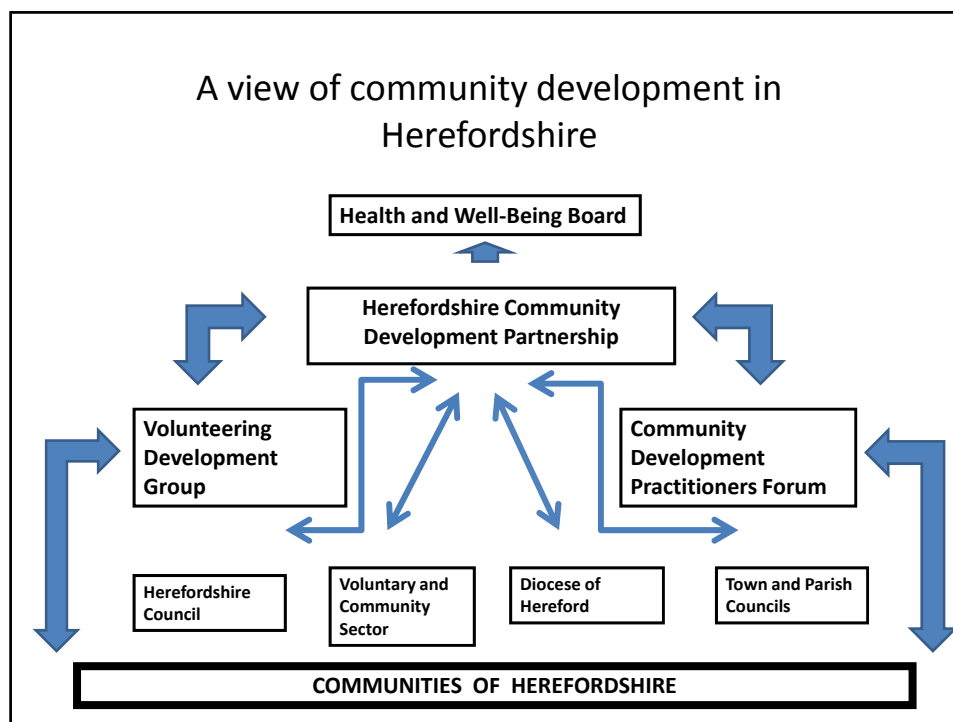 A view of community development in
Herefordshire
Health and Well-Being Board
Herefordshire Community
Development Partnership
Volunteering
Development
Group
Community
Development
Practitioners Forum
Herefordshire
Council
Voluntary and
Community
Sector
Diocese of
Hereford
Town and Parish
Councils
COMMUNITIES OF HEREFORDSHIRE